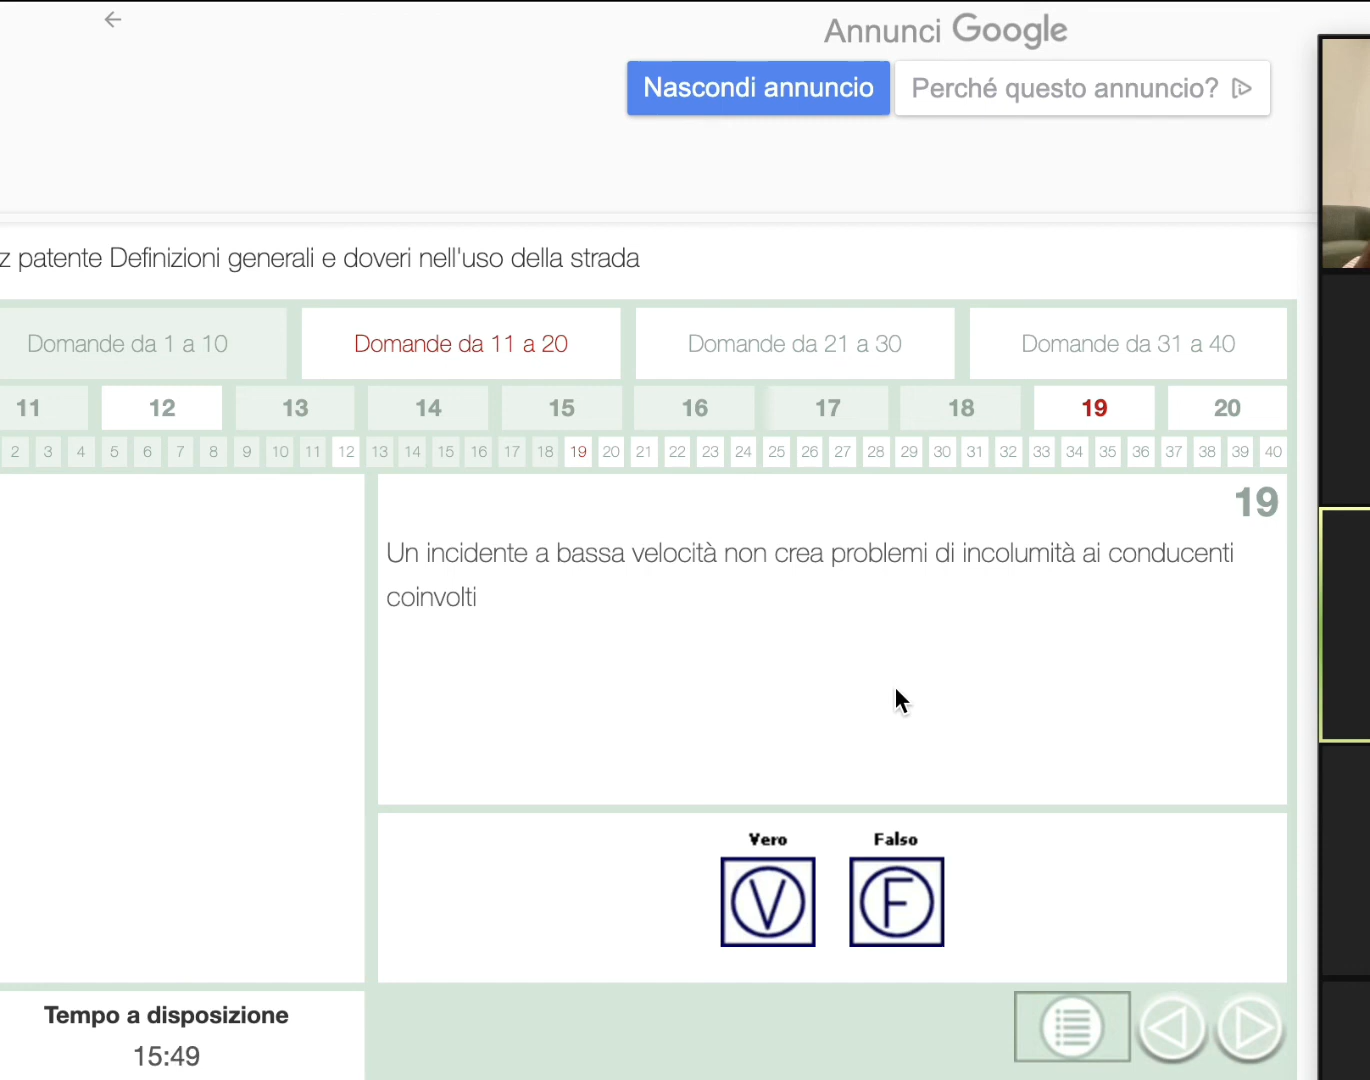 Annunci Google
Nascondi annuncio
Perché questo annuncio?
z patente Definizioni generali e doveri nell'uso della strada
Domande da 1 a 10
Domande da 11 a 20
Domande da 21 a 30
Domande da 31 a 40
11 12 13 14 15 16 17 18 19 20
2 3 4 5 6 7 8 9 10 11 12 13 14 15 16 17 18 19 20 21 22 23 24 25 26 27 28 29 30 31 32 33 34 35 36 37 38 39 40
19
Un incidente a bassa velocità non crea problemi di incolumità ai conducenti
coinvolti
Vero Falso
V F
Tempo a disposizione
15:49